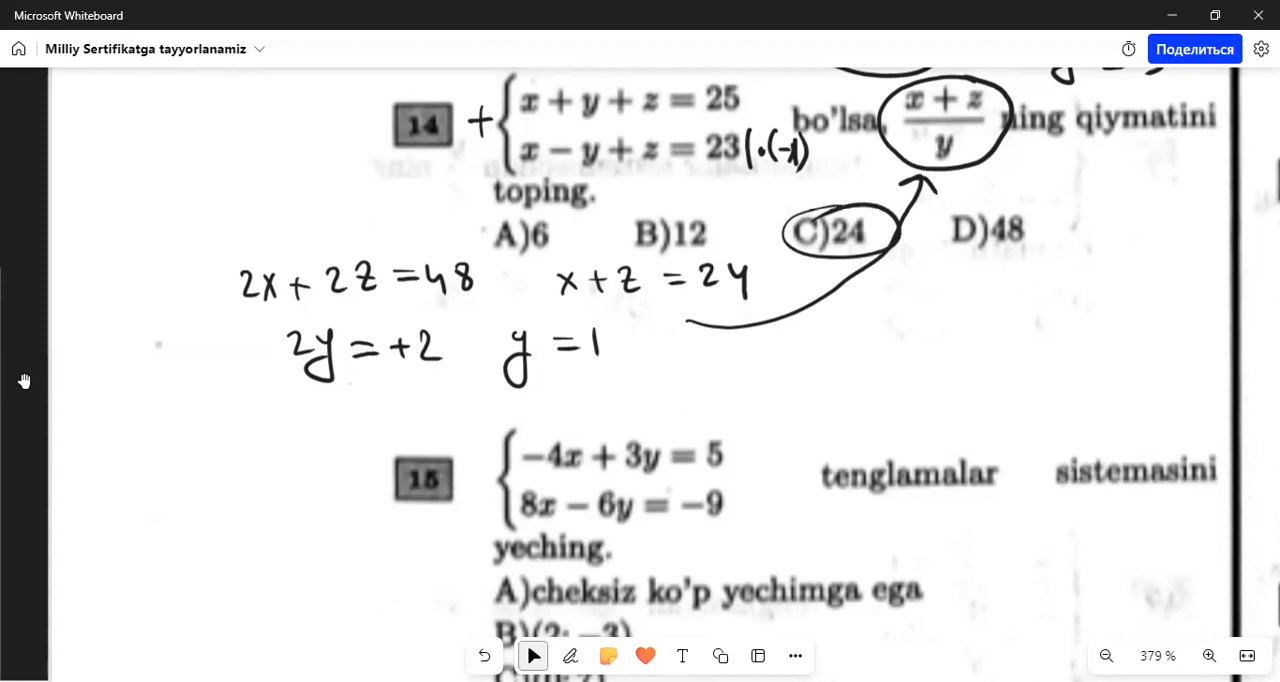 Microsoft Whiteboard
Milliy Sertifikatga tayyorlanamiz
Поделиться
14 + x + y + z = 25
x − y + z = 23 |·(-1)
bo'lsa, x + z / y ning qiymatini
toping.
A)6 B)12 C)24 D)48
2x + 2z = 48 x + z = 24
2y = +2 y = 1
15 −4x + 3y = 5
8x − 6y = −9
tenglamalar sistemasini
yeching.
A)cheksiz ko'p yechimga ega
B)(2; −3)
379 %